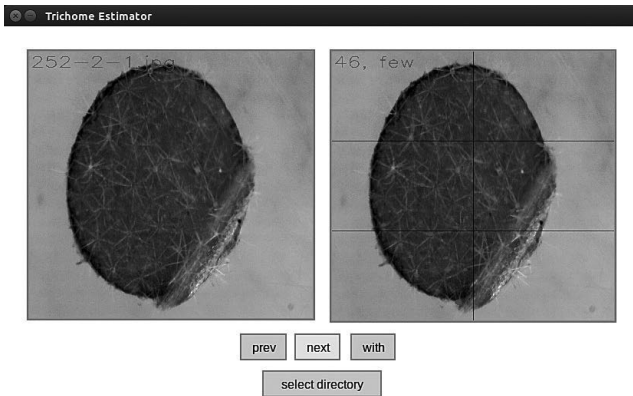 Trichome Estimator
252-2-1.jpg
46, few
prev
next
with
select directory